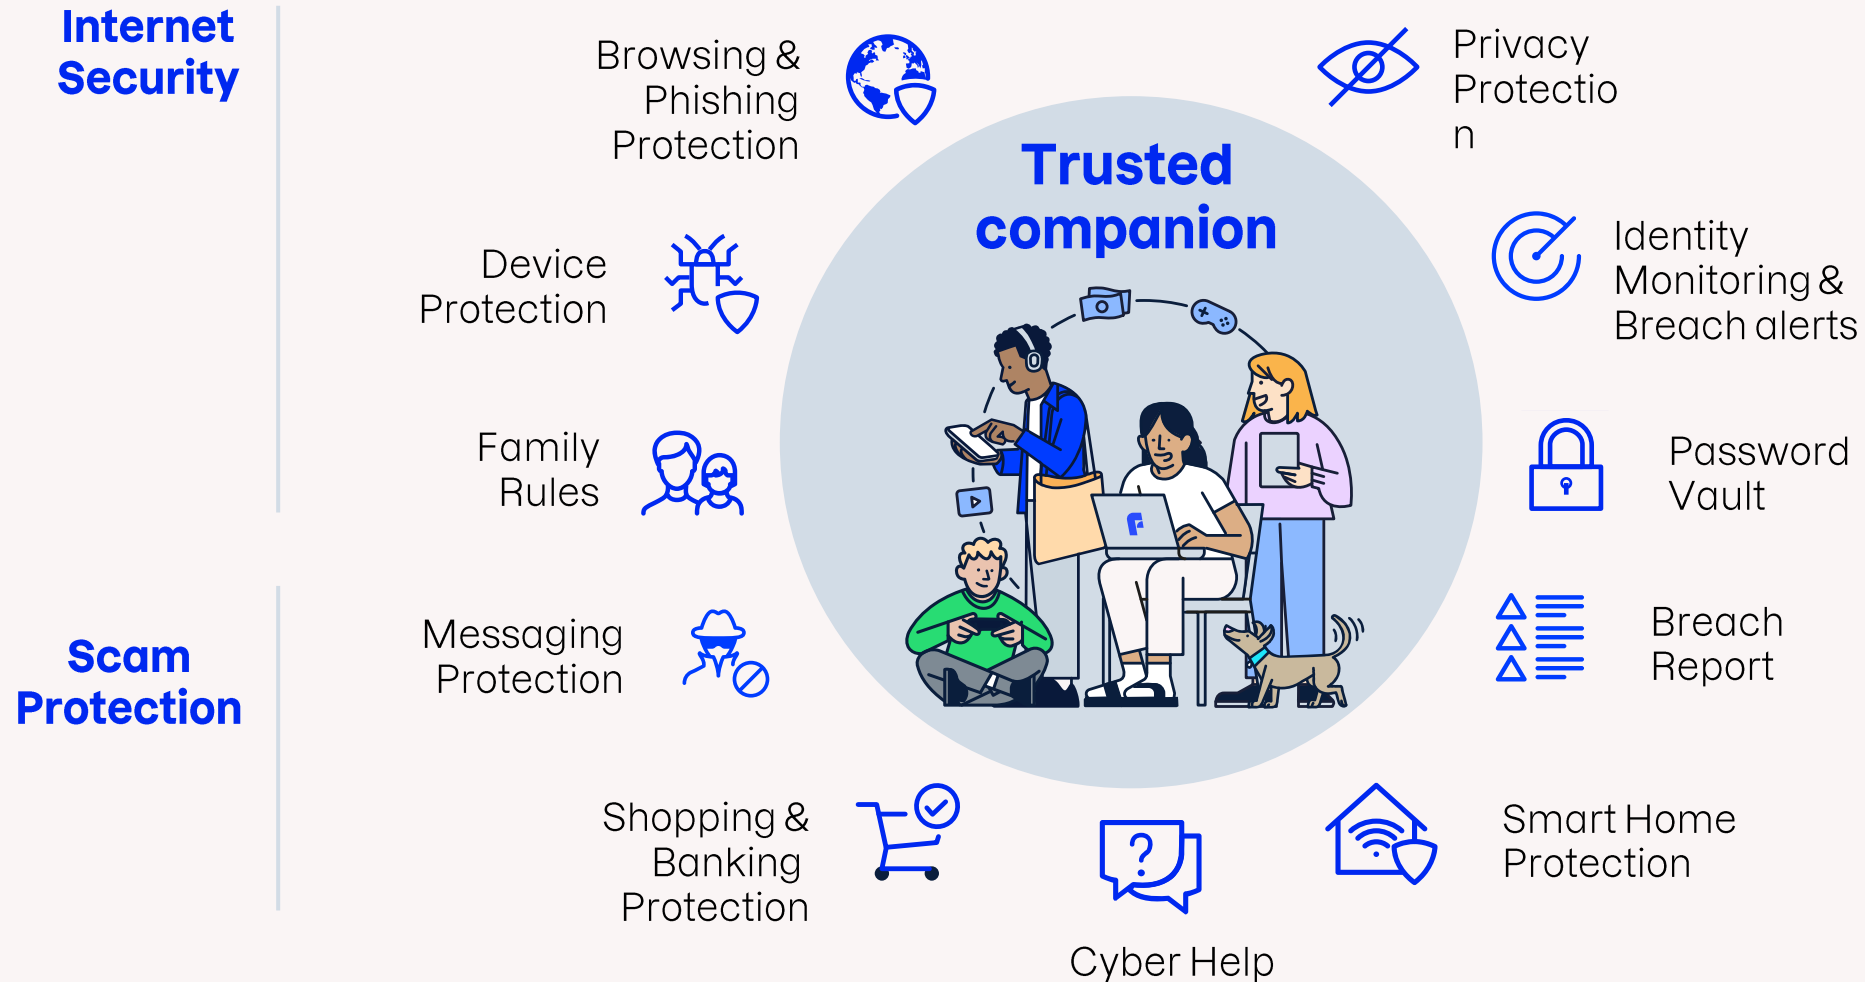 Internet
Security
Browsing &
Phishing
Protection
Privacy
Protectio
n
Trusted
companion
Device
Protection
Identity
Monitoring &
Breach alerts
Family
Rules
Password
Vault
Scam
Protection
Messaging
Protection
Breach
Report
Shopping &
Banking
Protection
?
Smart Home
Protection
Cyber Help